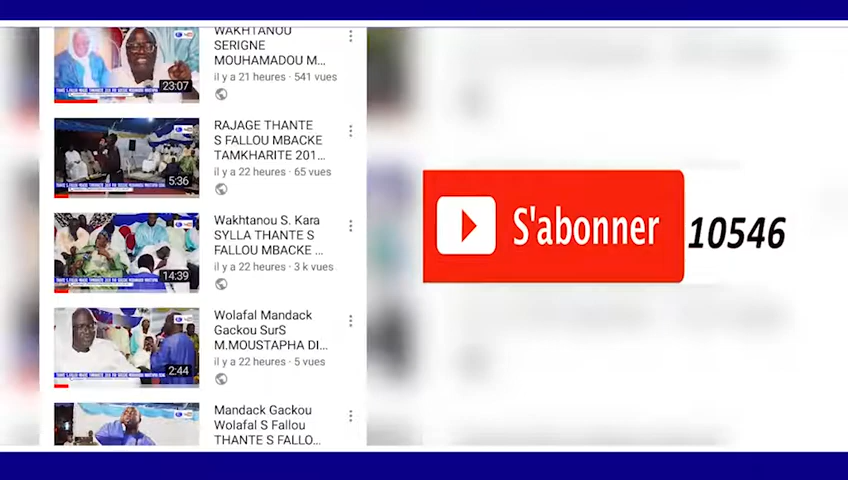 WAKHTANOU
SERIGNE
MOUHAMADOU M...
il y a 21 heures · 541 vues
23:07
RAJAGE THANTE
S FALLOU MBACKE
TAMKHARITE 201...
il y a 22 heures · 65 vues
5:36
Wakhtanou S. Kara
SYLLA THANTE S
FALLOU MBACKE ...
il y a 22 heures · 3 k vues
14:39
Wolofal Mandack
Gackou SurS
M.MOUSTAPHA DI...
il y a 22 heures · 5 vues
2:44
Mandack Gackou
Wolafal S Fallou
THANTE S FALLO...
S'abonner
10546